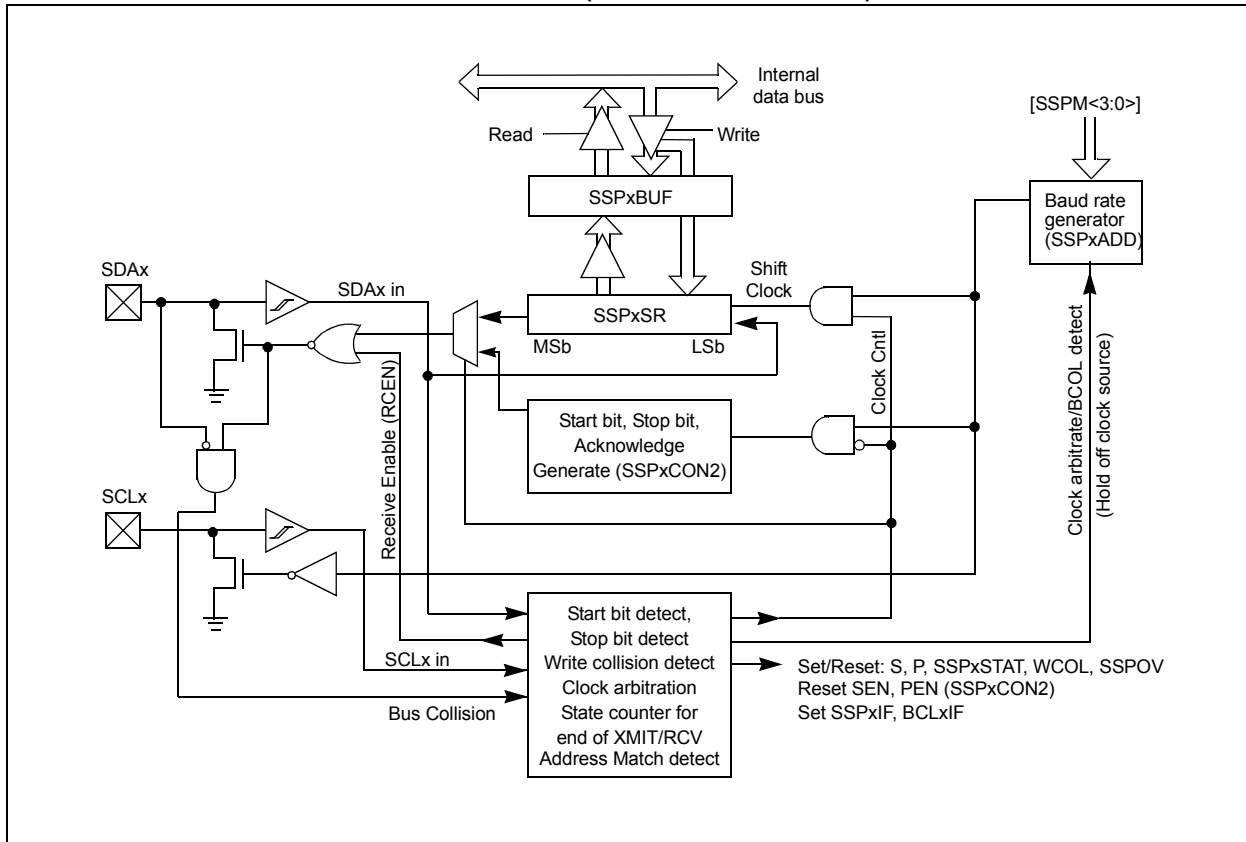 Internal
data bus
[SSPM<3:0>]
Read
Write
SSPxBUF
Baud rate
generator
(SSPxADD)
SDAx
SDAx in
Shift
Clock
SSPxSR
MSb
LSb
Clock Cntl
Clock arbitrate/BCOL detect
(Hold off clock source)
Receive Enable (RCEN)
Start bit, Stop bit,
Acknowledge
Generate (SSPxCON2)
SCLx
SCLx in
Bus Collision
Start bit detect,
Stop bit detect
Write collision detect
Clock arbitration
State counter for
end of XMIT/RCV
Address Match detect
Set/Reset: S, P, SSPxSTAT, WCOL, SSPOV
Reset SEN, PEN (SSPxCON2)
Set SSPxIF, BCLxIF